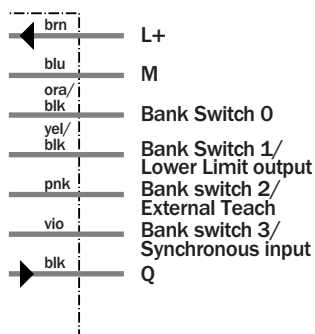 brn
L+
blu
M
ora/
blk
Bank Switch 0
yel/
blk
Bank Switch 1/
Lower Limit output
pnk
Bank switch 2/
External Teach
vio
Bank switch 3/
Synchronous input
blk
Q